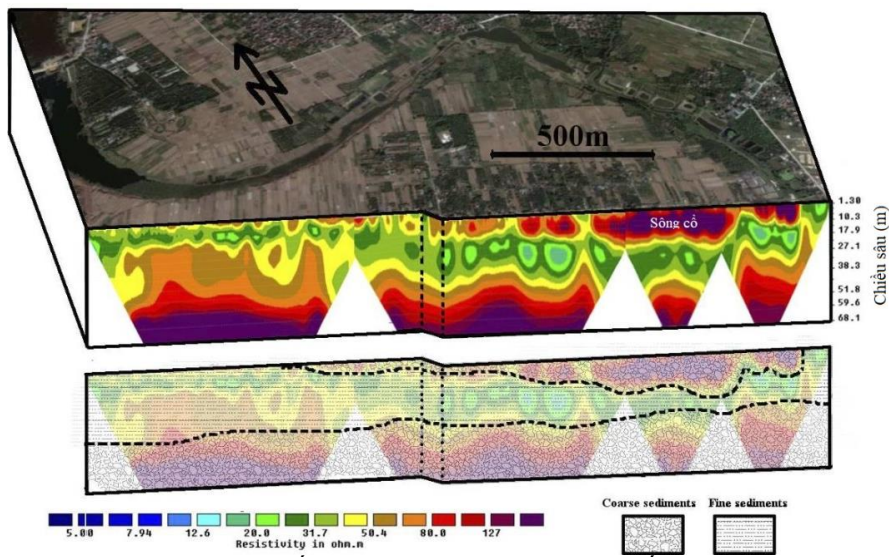 500m
Sông cổ
1.30
10.3
17.9
27.1
38.3
51.8
59.6
68.1
Chiều sâu (m)
5.00 7.94 12.6 20.0 31.7 50.4 80.0 127
Resistivity in ohm.m
Coarse sediments Fine sediments